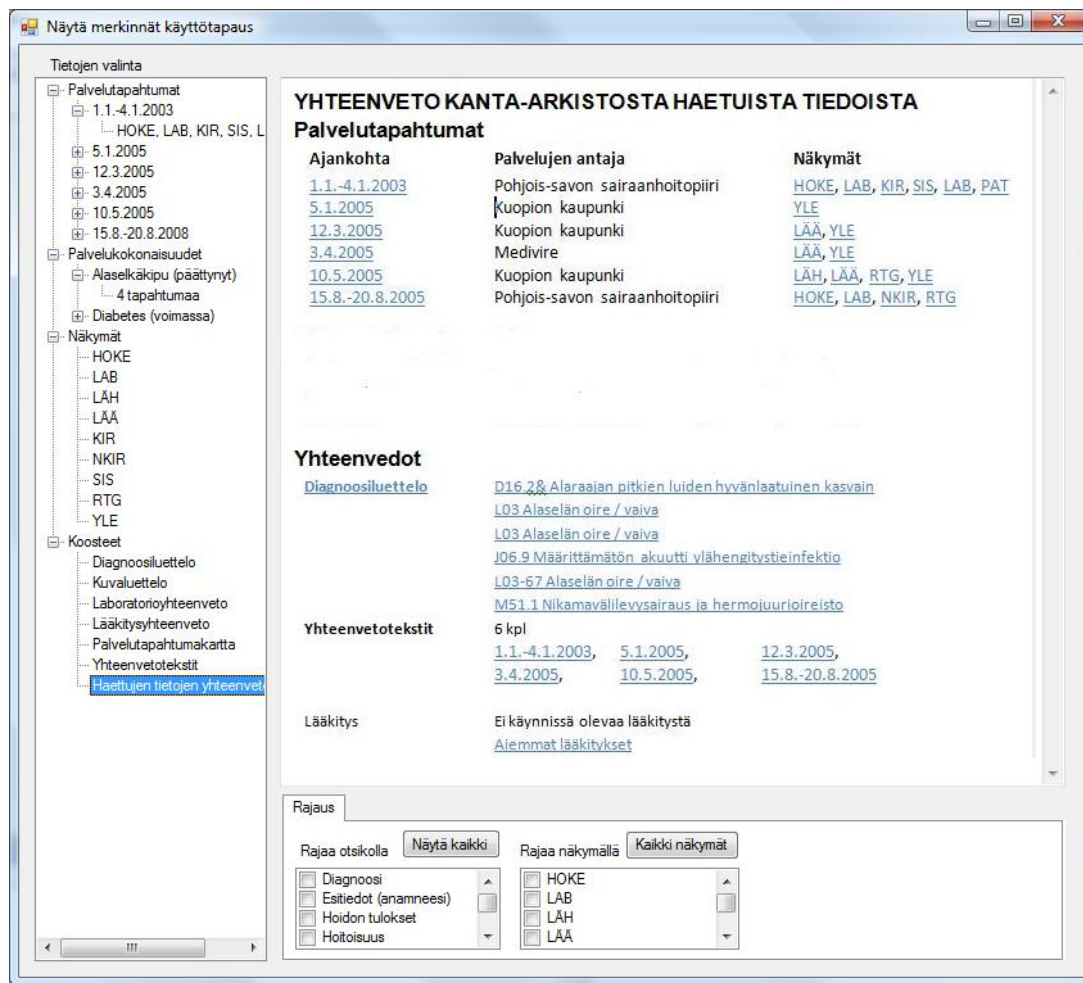 Näytä merkinnät käyttötapaus
Tietojen valinta
Palvelutapahtumat
1.1.-4.1.2003
HOKE, LAB, KIR, SIS, L
5.1.2005
12.3.2005
3.4.2005
10.5.2005
15.8.-20.8.2008
Palvelukokonaisuudet
Alaselkäkipu (päättynyt)
4 tapahtumaa
Diabetes (voimassa)
Näkymät
HOKE
LAB
LÄH
LÄÄ
KIR
NKIR
SIS
RTG
YLE
Koosteet
Diagnoosiluettelo
Kuvaluettelo
Laboratorioyhteenveto
Lääkitysyhteenveto
Palvelutapahtumakartta
Yhteenvetotekstit
Haettujen tietojen yhteenveto
YHTEENVETO KANTA-ARKISTOSTA HAETUISTA TIEDOISTA
Palvelutapahtumat
Ajankohta Palvelujen antaja Näkymät
1.1.-4.1.2003 Pohjois-savon sairaanhoitopiiri HOKE, LAB, KIR, SIS, LAB, PAT
5.1.2005 Kuopion kaupunki YLE
12.3.2005 Kuopion kaupunki LÄÄ, YLE
3.4.2005 Medivire LÄÄ, YLE
10.5.2005 Kuopion kaupunki LÄH, LÄÄ, RTG, YLE
15.8.-20.8.2005 Pohjois-savon sairaanhoitopiiri HOKE, LAB, NKIR, RTG
Yhteenvedot
Diagnoosiluettelo D16.2& Alaraajan pitkien luiden hyvänlaatuinen kasvain
L03 Alaselän oire / vaiva
L03 Alaselän oire / vaiva
J06.9 Määrittämätön akuutti ylähengitystieinfektio
L03-67 Alaselän oire / vaiva
M51.1 Nikamavälilevysairaus ja hermojuurioireisto
Yhteenvetotekstit 6 kpl
1.1.-4.1.2003, 5.1.2005, 12.3.2005,
3.4.2005, 10.5.2005, 15.8.-20.8.2005
Lääkitys Ei käynnissä olevaa lääkitystä
Aiemmat lääkitykset
Rajaus
Rajaa otsikolla Näytä kaikki Rajaa näkymällä Kaikki näkymät
Diagnoosi HOKE
Esitiedot (anamneesi) LAB
Hoidon tulokset LÄH
Hoitoisuus LÄÄ